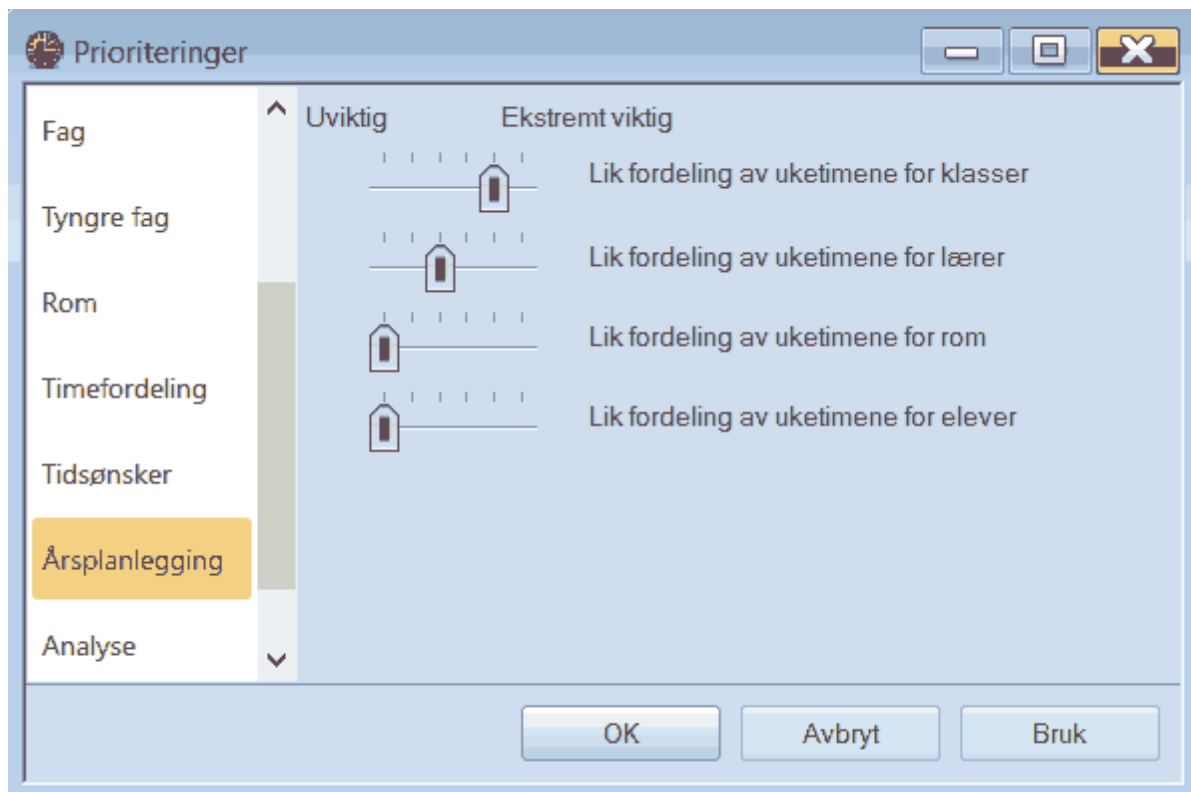 Prioriteringer
Fag
Tyngre fag
Rom
Timefordeling
Tidsønsker
Årsplanlegging
Analyse
Uviktig Ekstremt viktig
Lik fordeling av uketimene for klasser
Lik fordeling av uketimene for lærer
Lik fordeling av uketimene for rom
Lik fordeling av uketimene for elever
OK Avbryt Bruk